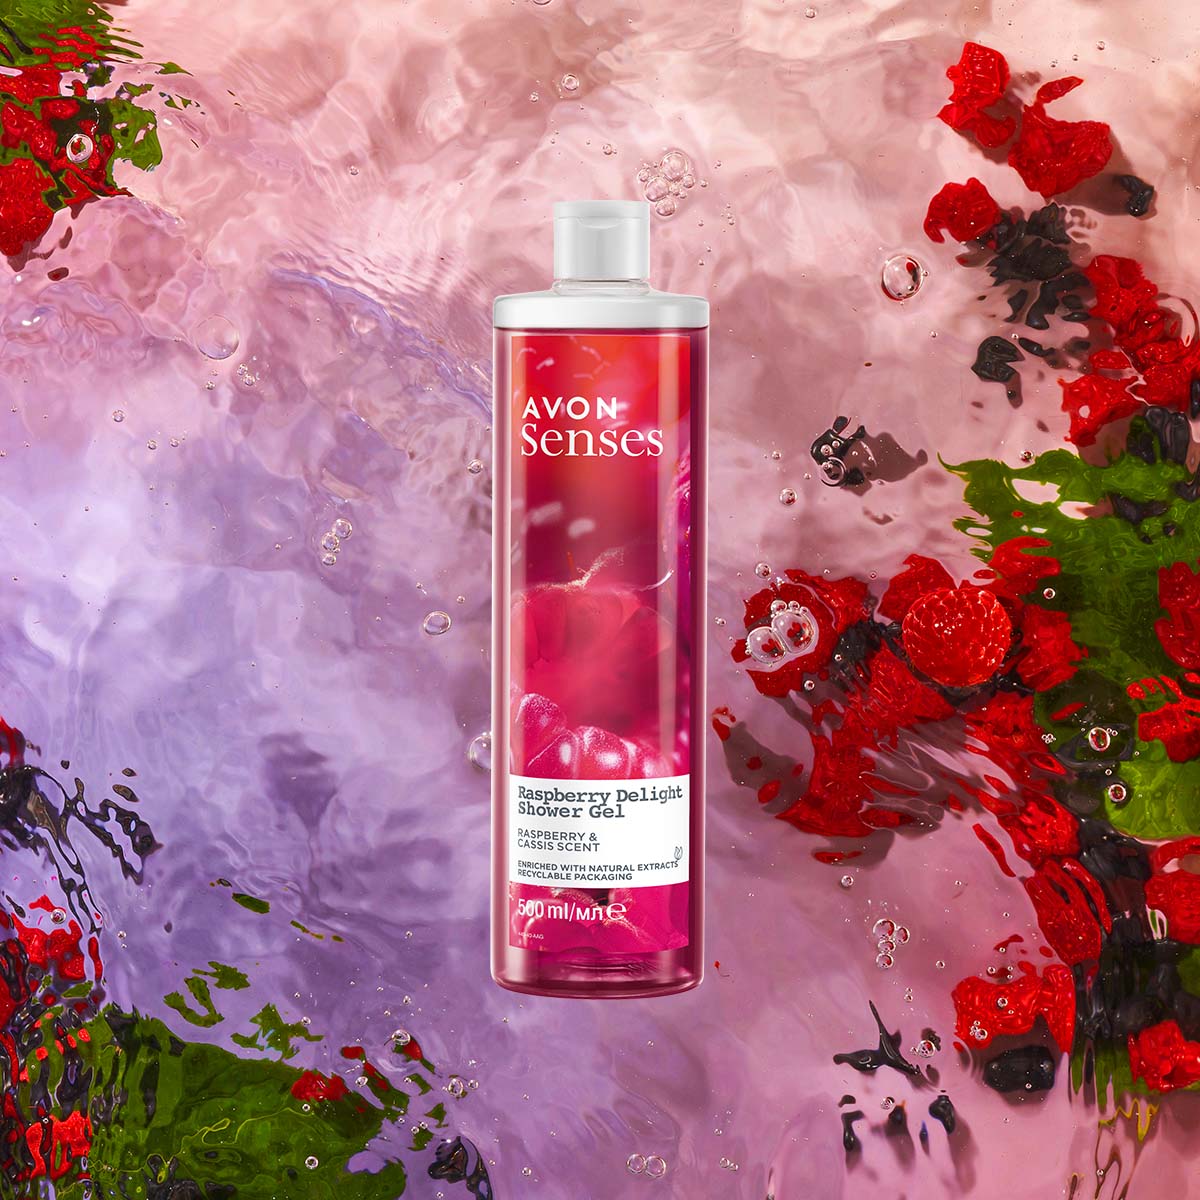 AVON
Senses
Raspberry Delight
Shower Gel
RASPBERRY &
CASSIS SCENT
ENRICHED WITH NATURAL EXTRACTS
RECYCLABLE PACKAGING
500 ml/мл ℮